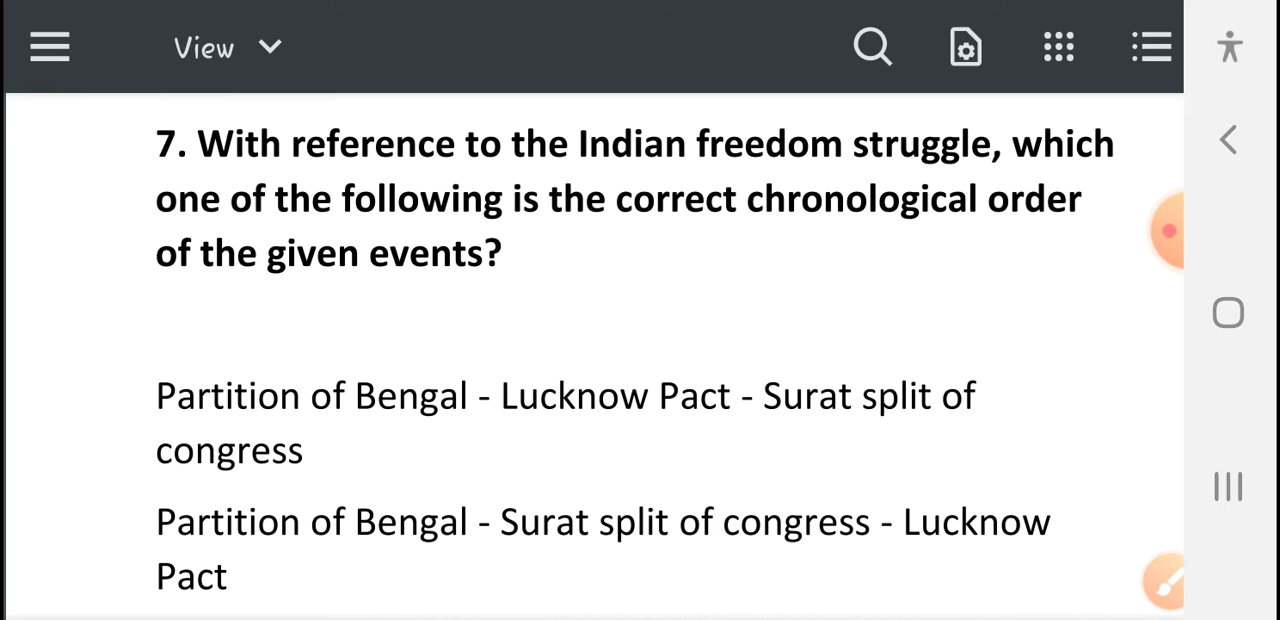 View
7. With reference to the Indian freedom struggle, which
one of the following is the correct chronological order
of the given events?
Partition of Bengal - Lucknow Pact - Surat split of
congress
Partition of Bengal - Surat split of congress - Lucknow
Pact